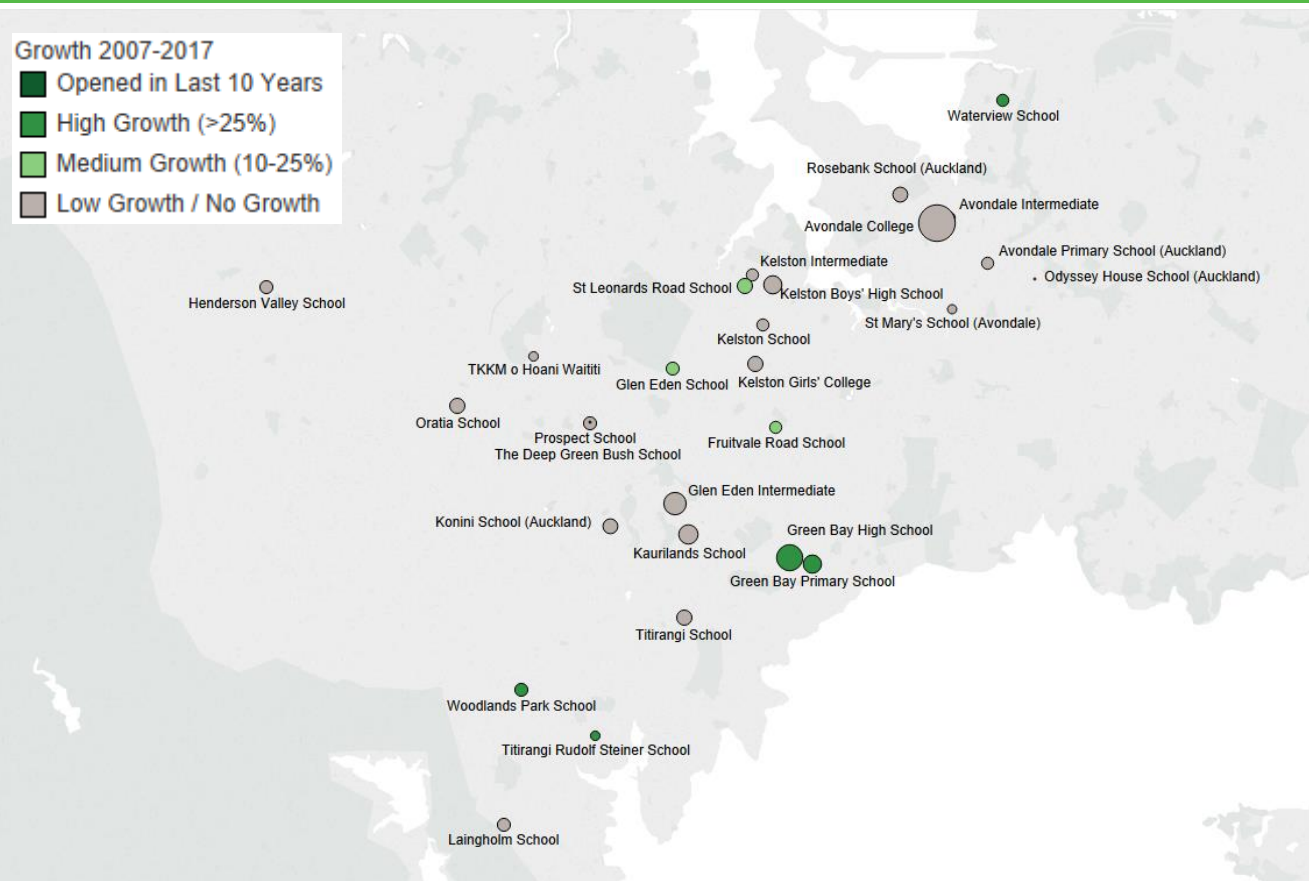 Growth 2007-2017
Opened in Last 10 Years
High Growth (>25%)
Medium Growth (10-25%)
Low Growth / No Growth
Waterview School
Rosebank School (Auckland)
Avondale Intermediate
Avondale College
Avondale Primary School (Auckland)
Kelston Intermediate
Odyssey House School (Auckland)
St Leonards Road School
Kelston Boys' High School
Henderson Valley School
St Mary's School (Avondale)
Kelston School
TKKM o Hoani Waititi
Glen Eden School
Kelston Girls' College
Oratia School
Prospect School
The Deep Green Bush School
Fruitvale Road School
Glen Eden Intermediate
Konini School (Auckland)
Green Bay High School
Kaurilands School
Green Bay Primary School
Titirangi School
Woodlands Park School
Titirangi Rudolf Steiner School
Laingholm School